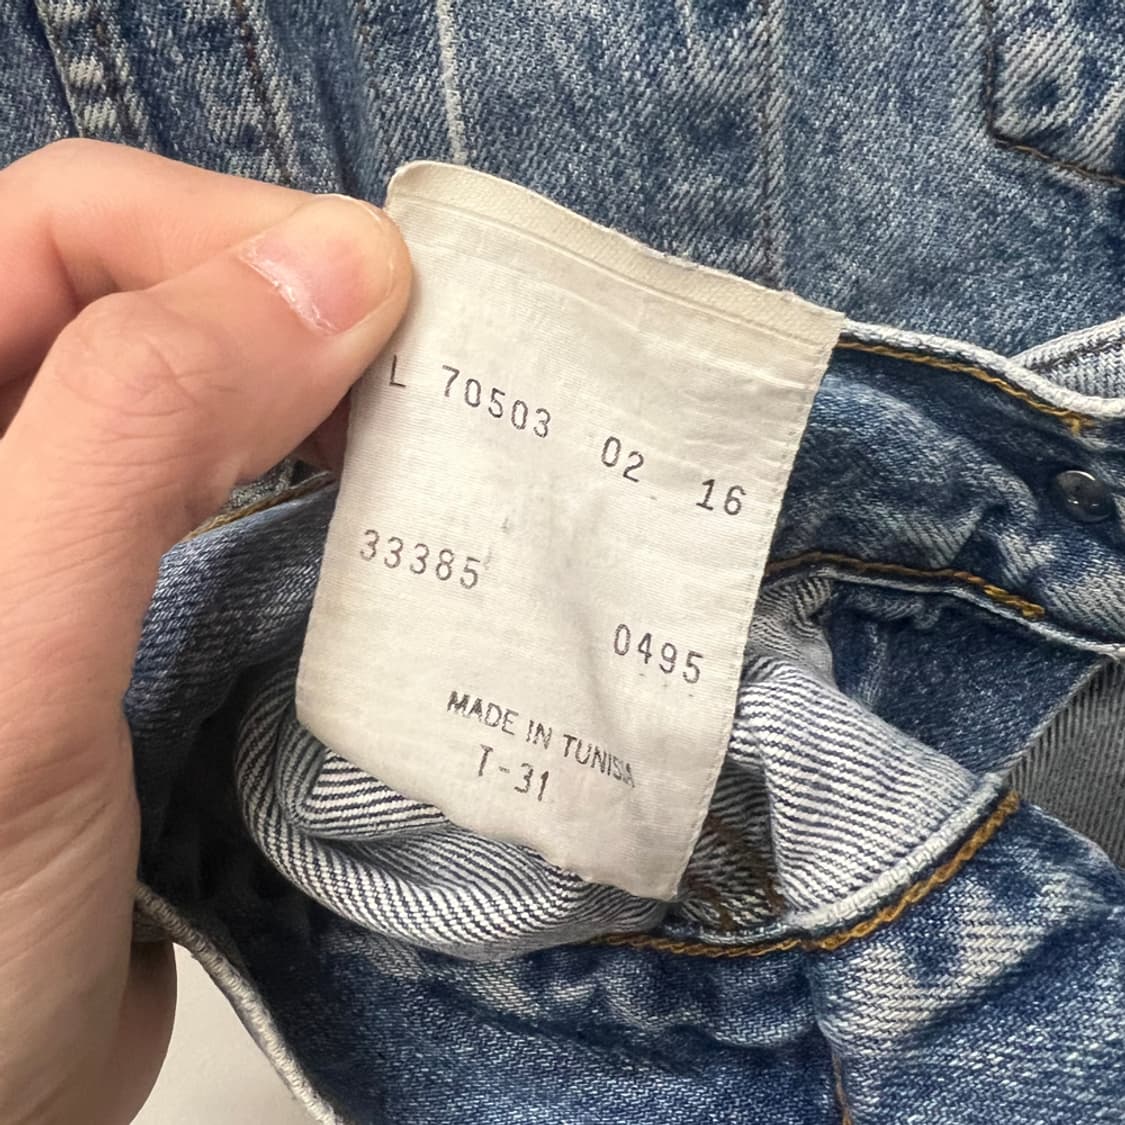 L 70503 02 16
33385
0495
MADE IN TUNISIA
T-31